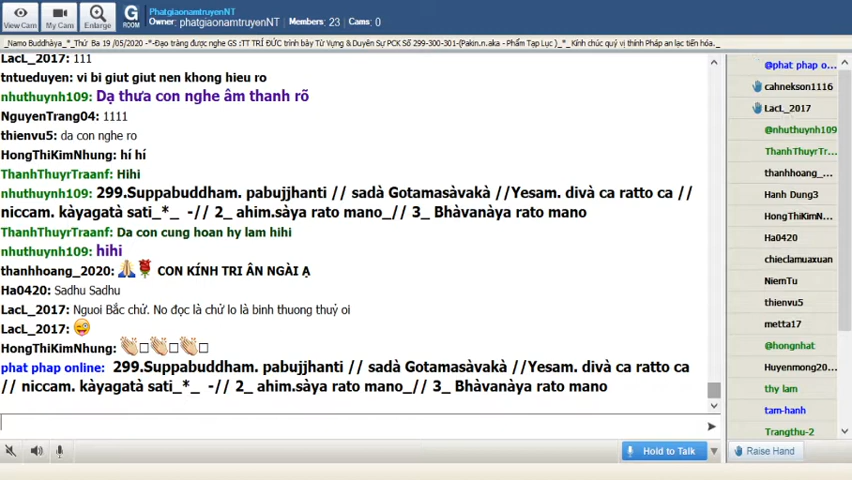 View Cam
My Cam
Enlarge
G
ROOM
PhatgiaonamtruyenNT
Owner: phatgiaonamtruyenNT | Members: 23 | Cams: 0
_Namo Buddhàya_*_Thứ Ba 19 /05/2020 -*-Đạo tràng được nghe GS :TT TRÍ ĐỨC trình bày Từ Vựng & Duyên Sự PCK Số 299-300-301-(Pakin.n.aka - Phẩm Tạp Lục )_*_ Kính chúc quý vị thính Pháp an lạc tiến hóa._
LacL_2017: 111
tntueduyen: vi bi giut giut nen khong hieu ro
nhuthuynh109: Dạ thưa con nghe âm thanh rõ
NguyenTrang04: 1111
thienvu5: da con nghe ro
HongThiKimNhung: hí hí
ThanhThuyrTraanf: Hihi
nhuthuynh109: 299.Suppabuddham. pabujjhanti // sadà Gotamasàvakà //Yesam. divà ca ratto ca //
niccam. kàyagatà sati_*_ -// 2_ ahim.sàya rato mano_// 3_ Bhàvanàya rato mano
ThanhThuyrTraanf: Da con cung hoan hy lam hihi
nhuthuynh109: hihi
thanhhoang_2020: 🙏🌹 CON KÍNH TRI ÂN NGÀI Ạ
Ha0420: Sadhu Sadhu
LacL_2017: Nguoi Bắc chử. No đọc là chử lo là binh thuong thuỷ oi
LacL_2017: 😜
HongThiKimNhung: 👏□👏□👏□
phat phap online: 299.Suppabuddham. pabujjhanti // sadà Gotamasàvakà //Yesam. divà ca ratto ca
// niccam. kàyagatà sati_*_ -// 2_ ahim.sàya rato mano_// 3_ Bhàvanàya rato mano
Hold to Talk
@phat phap o...
cahnekson1116
LacL_2017
@nhuthuynh109
ThanhThuyrTr...
thanhhoang_...
Hanh Dung3
HongThiKimN...
Ha0420
chieclamuaxuan
NiemTu
thienvu5
metta17
@hongnhat
Huyenmong20...
thy lam
tam-hanh
Trangthu-2
Raise Hand